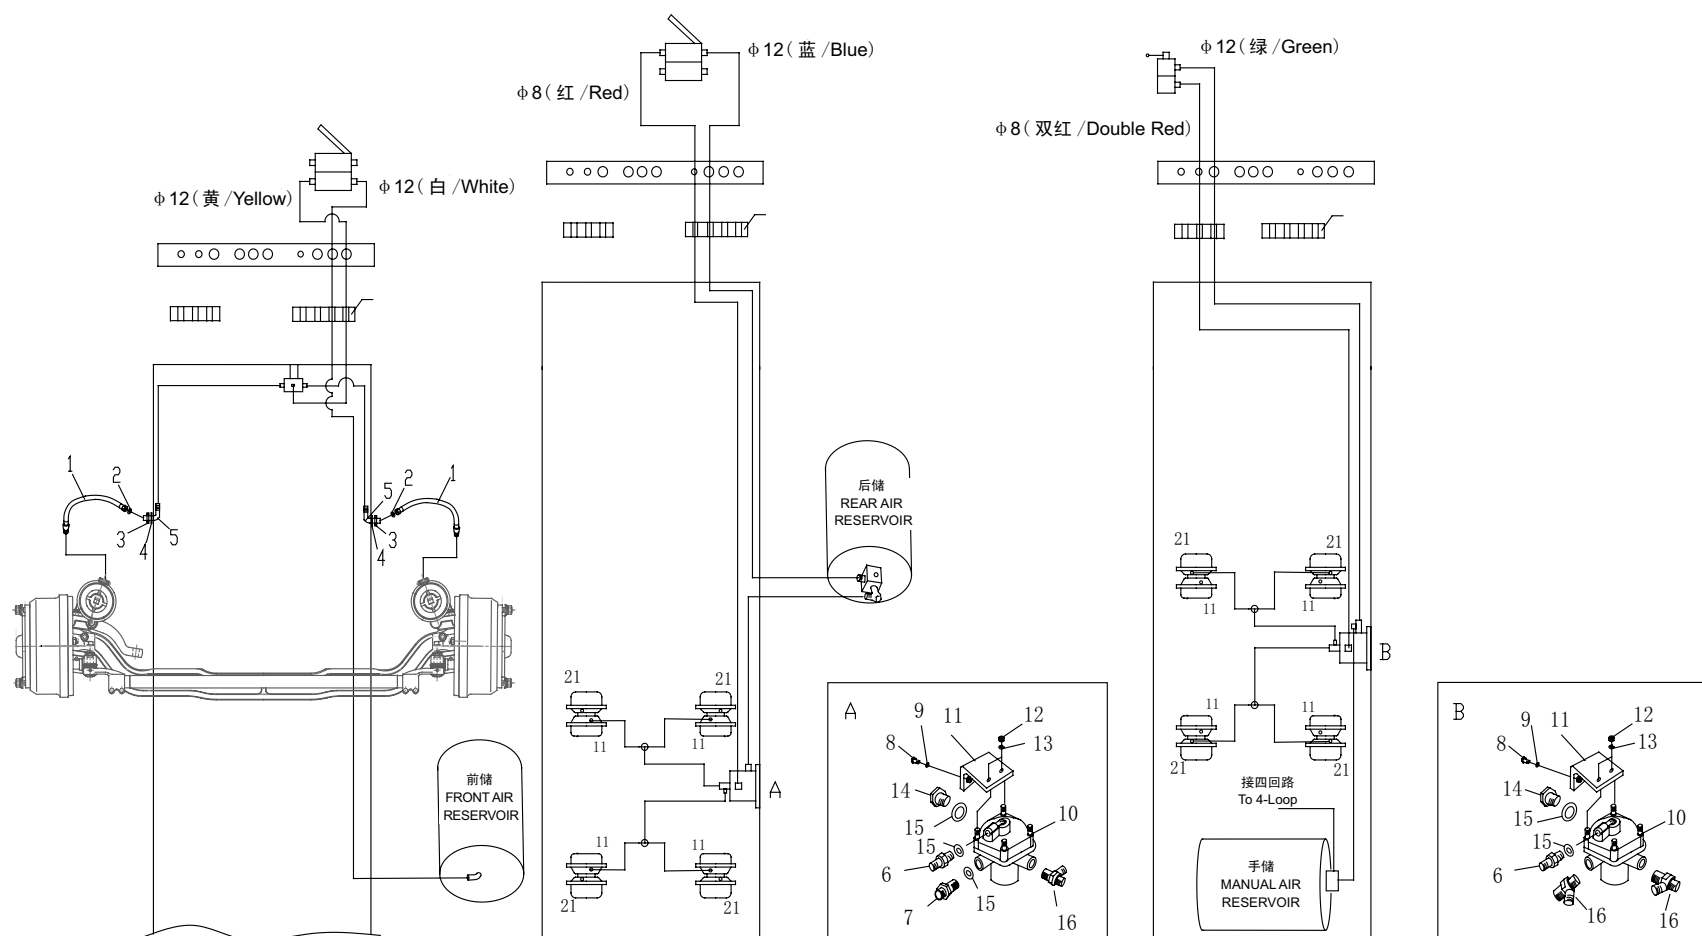 φ12( 黄 /Yellow)
φ12( 白 /White)
1
2
3
4
5
5
2
1
3
4
前储
FRONT AIR
RESERVOIR
φ8( 红 /Red)
φ12( 蓝 /Blue)
后储
REAR AIR
RESERVOIR
21
21
11
11
A
11
11
21
21
A
8
9
11
12
13
14
15
10
15
6
7
15
16
φ12( 绿 /Green)
φ8( 双红 /Double Red)
21
21
11
11
B
11
11
21
21
接四回路
To 4-Loop
手储
MANUAL AIR
RESERVOIR
B
8
9
11
12
13
14
15
10
15
6
16
16